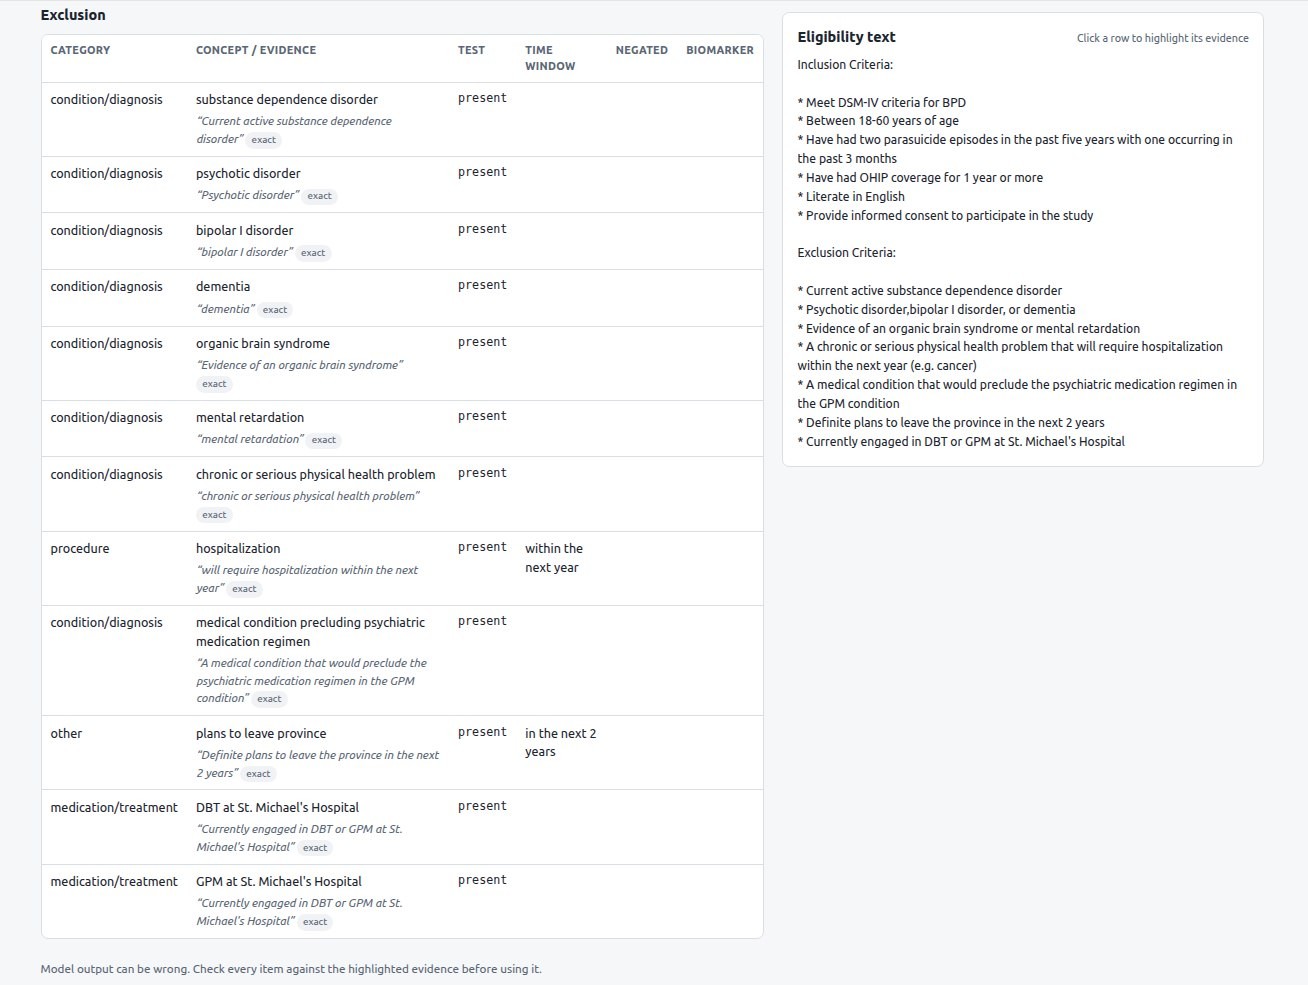 Exclusion
CATEGORY CONCEPT / EVIDENCE TEST TIME WINDOW NEGATED BIOMARKER
condition/diagnosis substance dependence disorder present
“Current active substance dependence
disorder” exact
condition/diagnosis psychotic disorder present
“Psychotic disorder” exact
condition/diagnosis bipolar I disorder present
“bipolar I disorder” exact
condition/diagnosis dementia present
“dementia” exact
condition/diagnosis organic brain syndrome present
“Evidence of an organic brain syndrome”
exact
condition/diagnosis mental retardation present
“mental retardation” exact
condition/diagnosis chronic or serious physical health problem present
“chronic or serious physical health problem”
exact
procedure hospitalization present within the
next year
“will require hospitalization within the next
year” exact
condition/diagnosis medical condition precluding psychiatric present
medication regimen
“A medical condition that would preclude the
psychiatric medication regimen in the GPM
condition” exact
other plans to leave province present in the next 2
years
“Definite plans to leave the province in the next
2 years” exact
medication/treatment DBT at St. Michael's Hospital present
“Currently engaged in DBT or GPM at St.
Michael's Hospital” exact
medication/treatment GPM at St. Michael's Hospital present
“Currently engaged in DBT or GPM at St.
Michael's Hospital” exact
Model output can be wrong. Check every item against the highlighted evidence before using it.
Eligibility text Click a row to highlight its evidence
Inclusion Criteria:
* Meet DSM-IV criteria for BPD
* Between 18-60 years of age
* Have had two parasuicide episodes in the past five years with one occurring in
the past 3 months
* Have had OHIP coverage for 1 year or more
* Literate in English
* Provide informed consent to participate in the study
Exclusion Criteria:
* Current active substance dependence disorder
* Psychotic disorder,bipolar I disorder, or dementia
* Evidence of an organic brain syndrome or mental retardation
* A chronic or serious physical health problem that will require hospitalization
within the next year (e.g. cancer)
* A medical condition that would preclude the psychiatric medication regimen in
the GPM condition
* Definite plans to leave the province in the next 2 years
* Currently engaged in DBT or GPM at St. Michael's Hospital